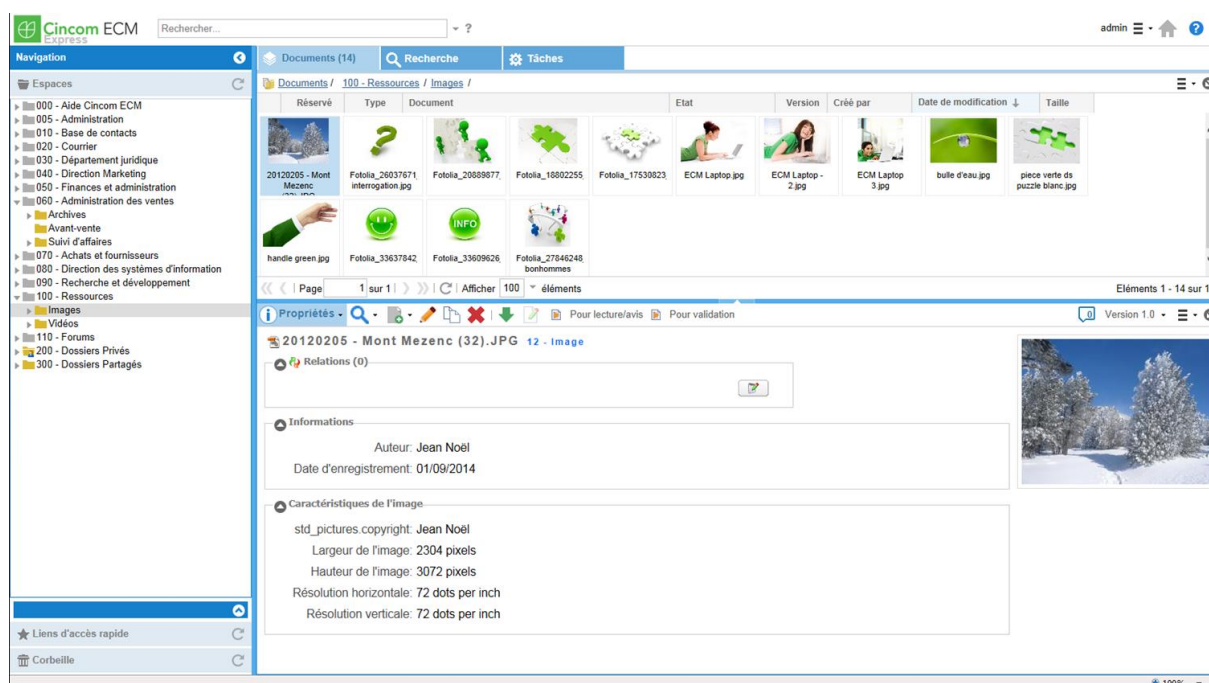 Cincom ECM
Express
Rechercher...
?
admin
Navigation
Documents (14)
Recherche
Tâches
Espaces
Documents / 100 - Ressources / Images /
Réservé Type Document Etat Version Créé par Date de modification ↓ Taille
000 - Aide Cincom ECM
005 - Administration
010 - Base de contacts
020 - Courrier
030 - Département juridique
040 - Direction Marketing
050 - Finances et administration
060 - Administration des ventes
Archives
Avant-vente
Suivi d'affaires
070 - Achats et fournisseurs
080 - Direction des systèmes d'information
090 - Recherche et développement
100 - Ressources
Images
Vidéos
110 - Forums
200 - Dossiers Privés
300 - Dossiers Partagés
20120205 - Mont
Mezenc
(32).JPG
Fotolia_26037671_
interrogation.jpg
Fotolia_20889877_
Fotolia_18802255_
Fotolia_17530823_
ECM Laptop.jpg
ECM Laptop -
2.jpg
ECM Laptop
3.jpg
bulle d'eau.jpg
piece verte ds
puzzle blanc.jpg
INFO
handle green.jpg
Fotolia_33637842_
Fotolia_33609626_
Fotolia_27846248_
bonhommes
Page 1 sur 1 Afficher 100 éléments
Eléments 1 - 14 sur 1
Propriétés
Pour lecture/avis
Pour validation
0
Version 1.0
20120205 - Mont Mezenc (32).JPG 12 - Image
Relations (0)
Informations
Auteur: Jean Noël
Date d'enregistrement: 01/09/2014
Caractéristiques de l'image
std_pictures.copyright: Jean Noël
Largeur de l'image: 2304 pixels
Hauteur de l'image: 3072 pixels
Résolution horizontale: 72 dots per inch
Résolution verticale: 72 dots per inch
Liens d'accès rapide
Corbeille
100%